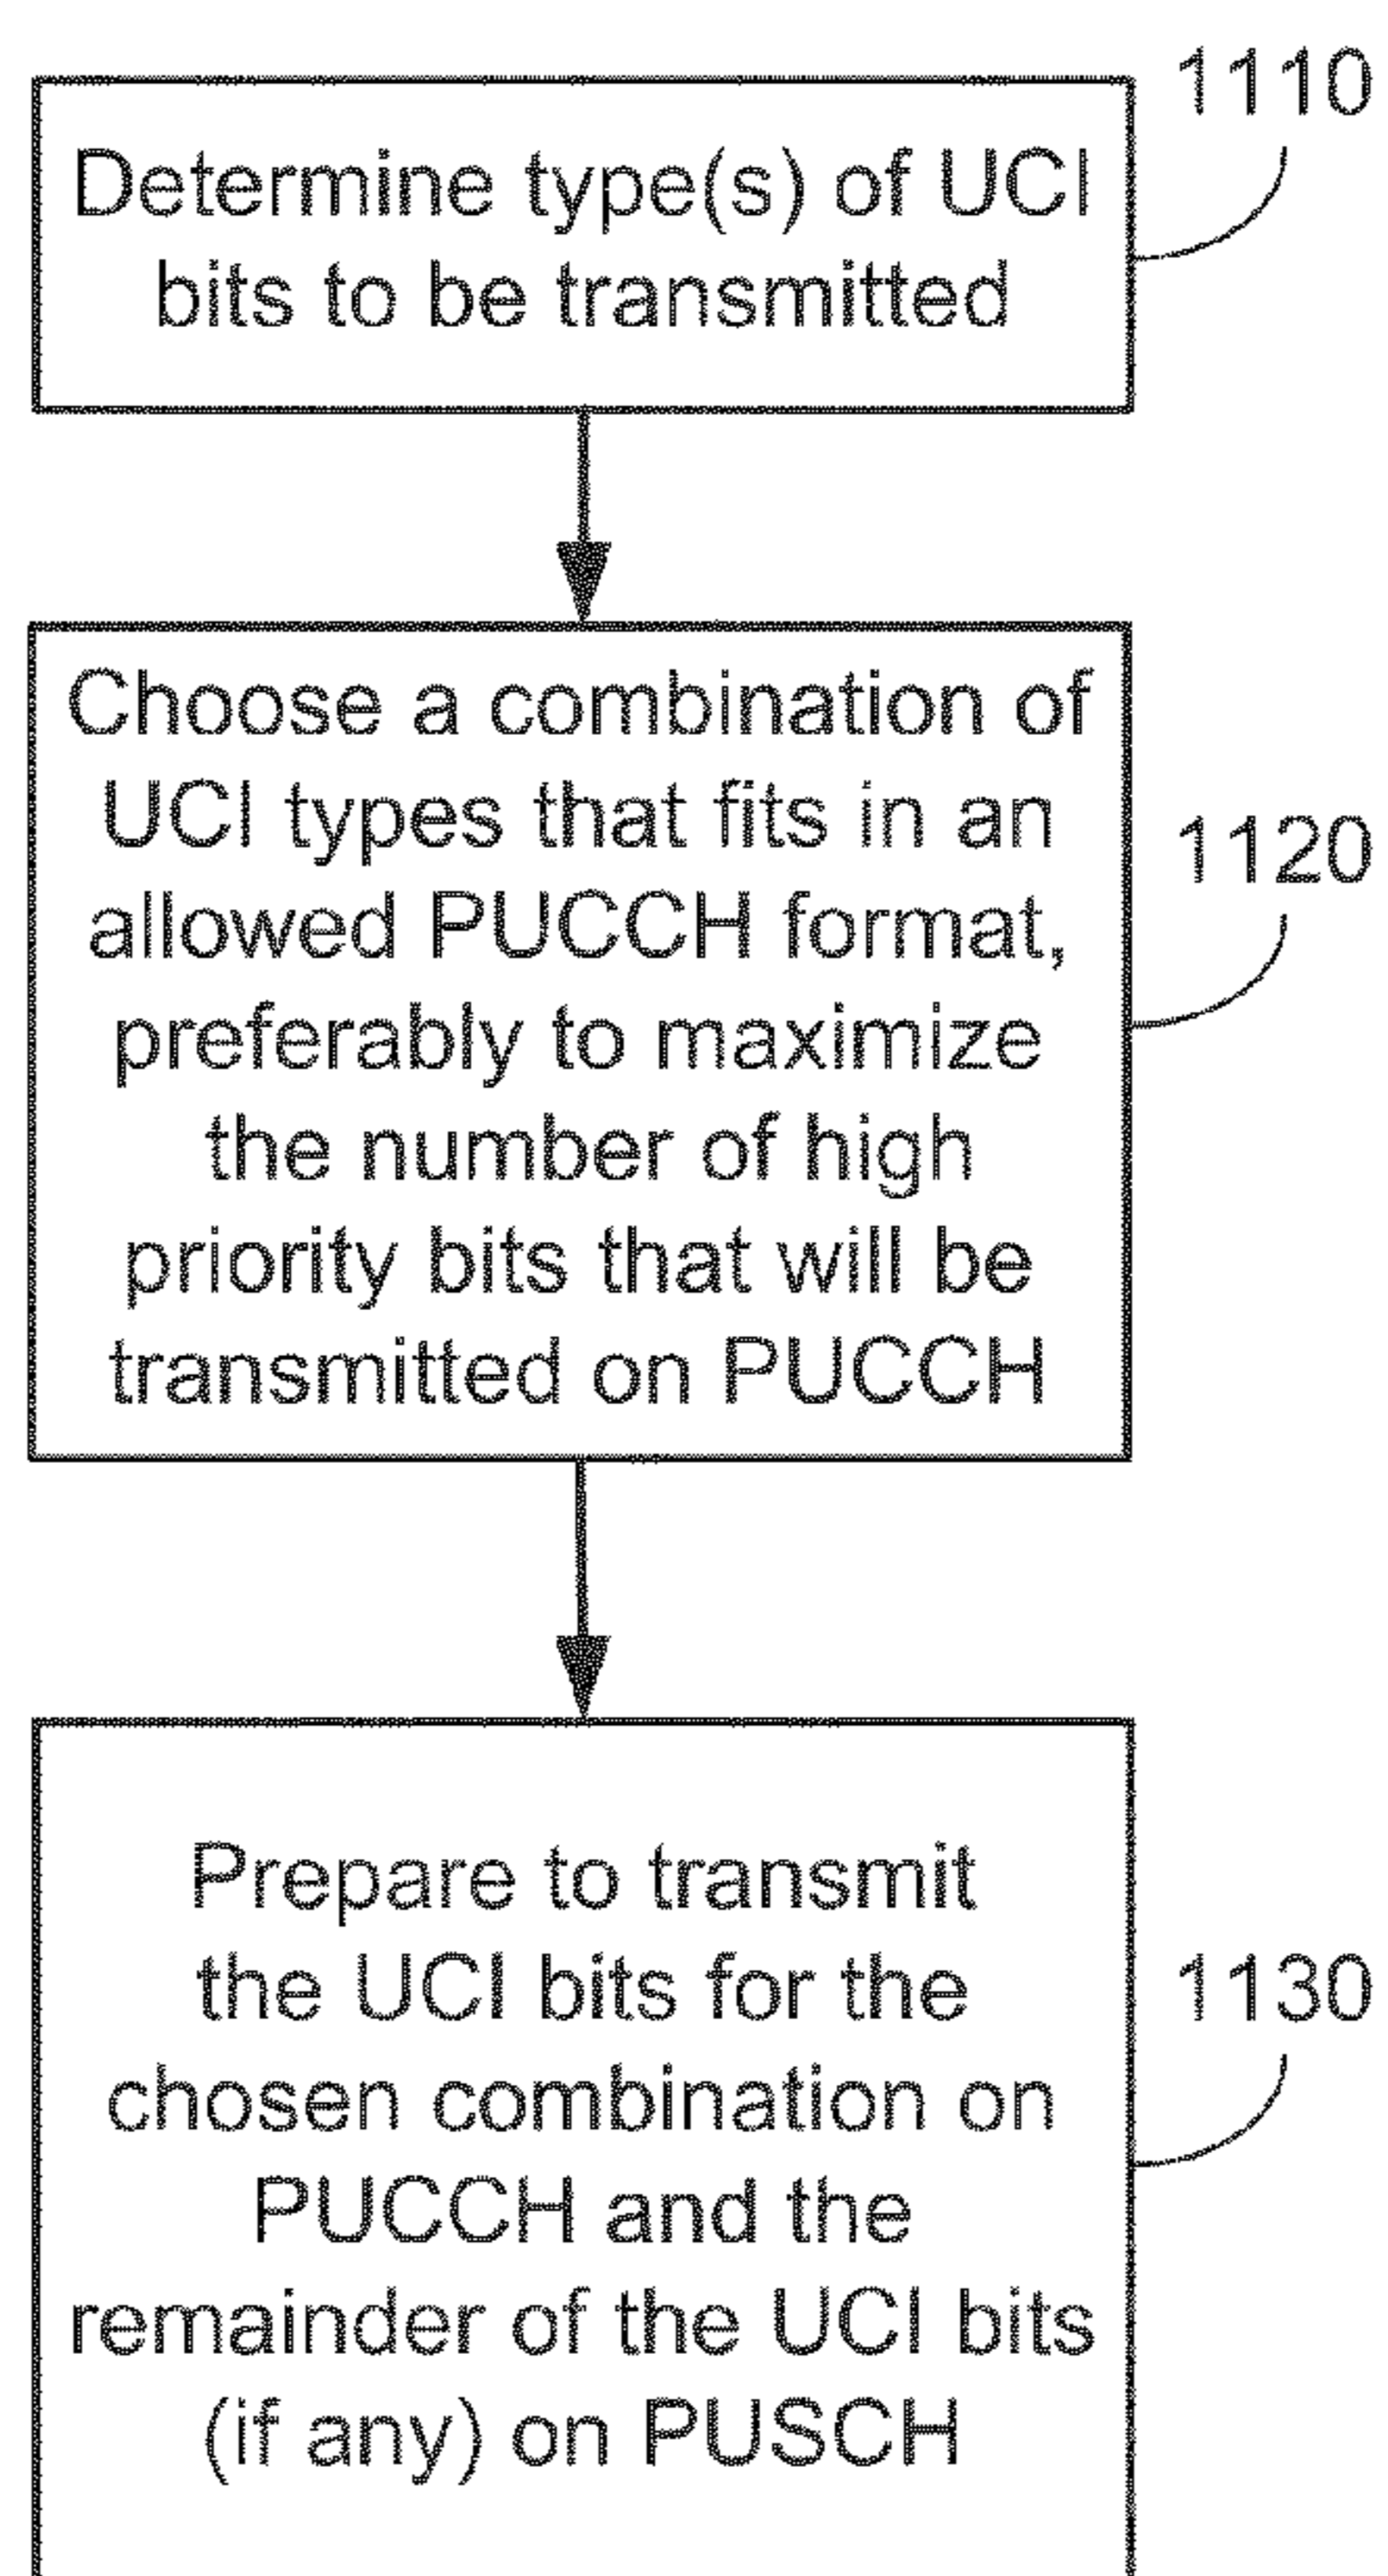 1110
Determine type(s) of UCI
bits to be transmitted
Choose a combination of
UCI types that fits in an
allowed PUCCH format,
preferably to maximize
the number of high
priority bits that will be
transmitted on PUCCH
1120
Prepare to transmit
the UCI bits for the
chosen combination on
PUCCH and the
remainder of the UCI bits
(if any) on PUSCH
1130